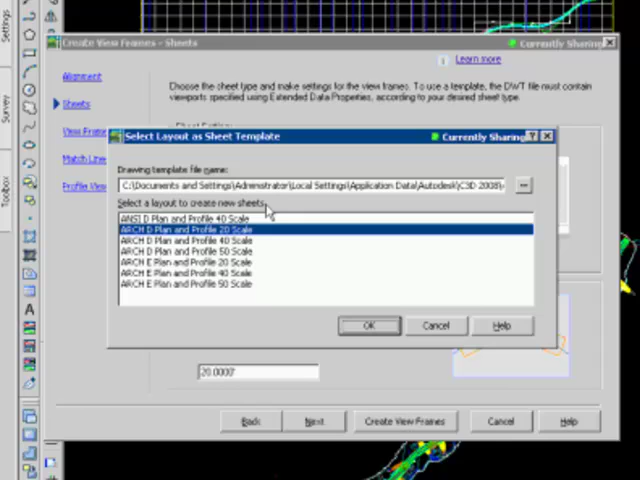 Settings
Survey
Toolbox
Create View Frames - Sheets
Currently Sharing
Learn more
Alignment
Sheets
View Frame
Match Line
Profile View
Choose the sheet type and make settings for the view frames. To use a template, the DWT file must contain
viewports specified using Extended Data Properties, according to your desired sheet type.
Sheet Setting
Select Layout as Sheet Template
Currently Sharing
Drawing template file name:
C:\Documents and Settings\Administrator\Local Settings\Application Data\Autodesk\C3D 2008\
...
Select a layout to create new sheets:
ANSI D Plan and Profile 40 Scale
ARCH D Plan and Profile 20 Scale
ARCH D Plan and Profile 40 Scale
ARCH D Plan and Profile 50 Scale
ARCH E Plan and Profile 20 Scale
ARCH E Plan and Profile 40 Scale
ARCH E Plan and Profile 50 Scale
OK
Cancel
Help
20.0000'
Back
Next
Create View Frames
Cancel
Help